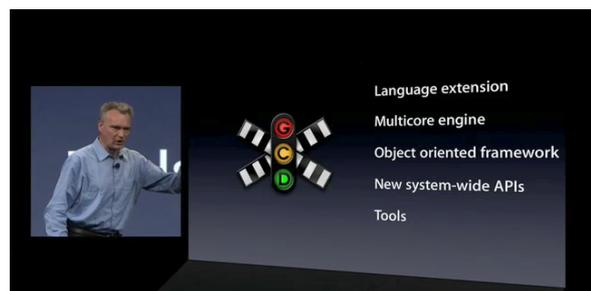 G
C
D
Language extension
Multicore engine
Object oriented framework
New system-wide APIs
Tools